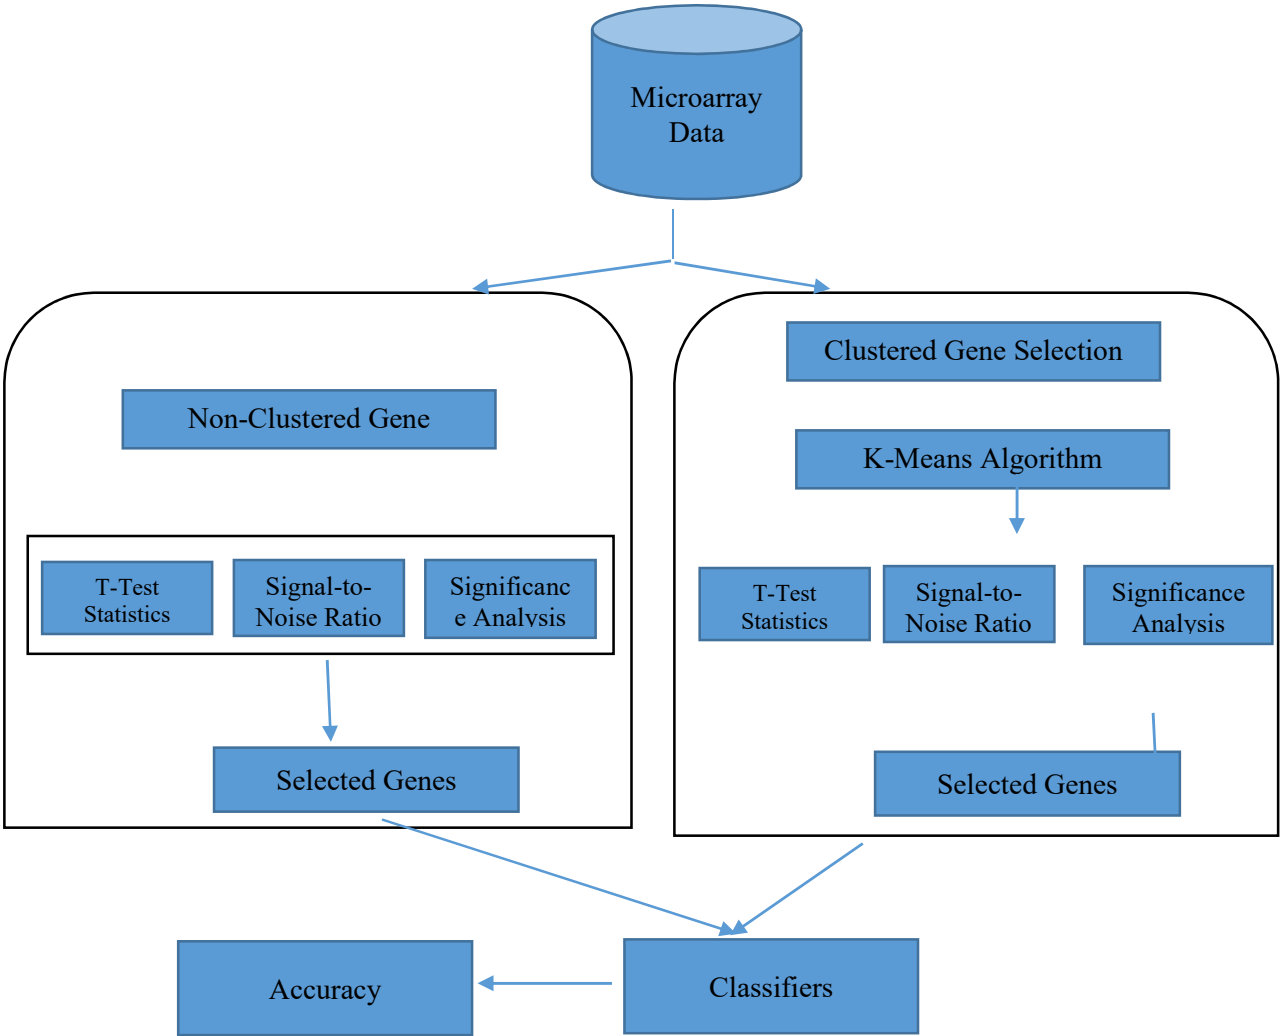 Microarray
Data
Non-Clustered Gene
T-Test
Statistics
Signal-to-
Noise Ratio
Significanc
e Analysis
Selected Genes
Clustered Gene Selection
K-Means Algorithm
T-Test
Statistics
Signal-to-
Noise Ratio
Significance
Analysis
Selected Genes
Accuracy
Classifiers